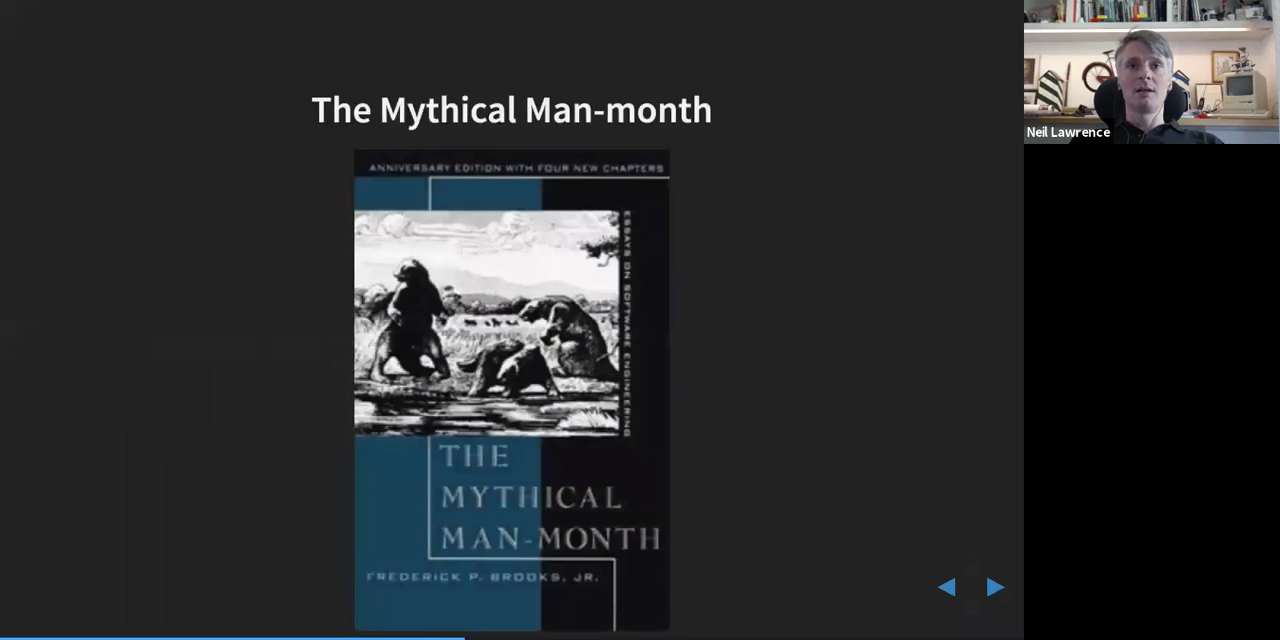 The Mythical Man-month
ANNIVERSARY EDITION WITH FOUR NEW CHAPTERS
ESSAYS ON SOFTWARE ENGINEERING
THE
MYTHICAL
MAN-MONTH
FREDERICK P. BROOKS, JR.
Neil Lawrence